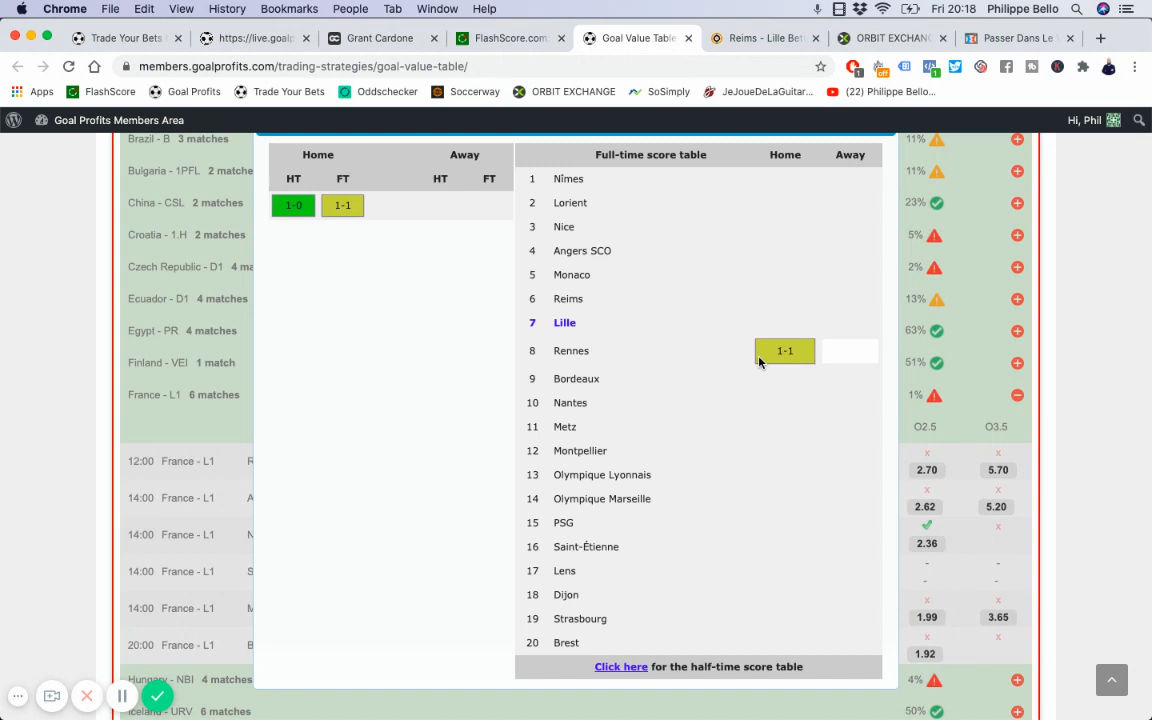 Chrome File Edit View History Bookmarks People Tab Window Help Fri 20:18 Philippe Bello
Trade Your Bets https://live.goalp Grant Cardone FlashScore.com Goal Value Table Reims - Lille Bet ORBIT EXCHANG Passer Dans Le
members.goalprofits.com/trading-strategies/goal-value-table/
Apps FlashScore Goal Profits Trade Your Bets Oddschecker Soccerway ORBIT EXCHANGE SoSimply JeJoueDeLaGuitar... (22) Philippe Bello...
Goal Profits Members Area Hi, Phil
Brazil - B 3 matches 11%
Bulgaria - 1PFL 2 matche 11%
China - CSL 2 matches 23%
Croatia - 1.H 2 matches 5%
Czech Republic - D1 4 ma 2%
Ecuador - D1 4 matches 13%
Egypt - PR 4 matches 63%
Finland - VEI 1 match 51%
France - L1 6 matches 1%
O2.5 O3.5
12:00 France - L1 R x x
2.70 5.70
14:00 France - L1 A x x
2.62 5.20
14:00 France - L1 N x
2.36
14:00 France - L1 S - -
- -
14:00 France - L1 M x x
1.99 3.65
20:00 France - L1 B x x
1.92
Hungary - NBI 4 matches 4%
Iceland - URV 6 matches 50%
Home Away
HT FT HT FT
1-0 1-1
Full-time score table Home Away
1 Nîmes
2 Lorient
3 Nice
4 Angers SCO
5 Monaco
6 Reims
7 Lille
8 Rennes 1-1
9 Bordeaux
10 Nantes
11 Metz
12 Montpellier
13 Olympique Lyonnais
14 Olympique Marseille
15 PSG
16 Saint-Étienne
17 Lens
18 Dijon
19 Strasbourg
20 Brest
Click here for the half-time score table